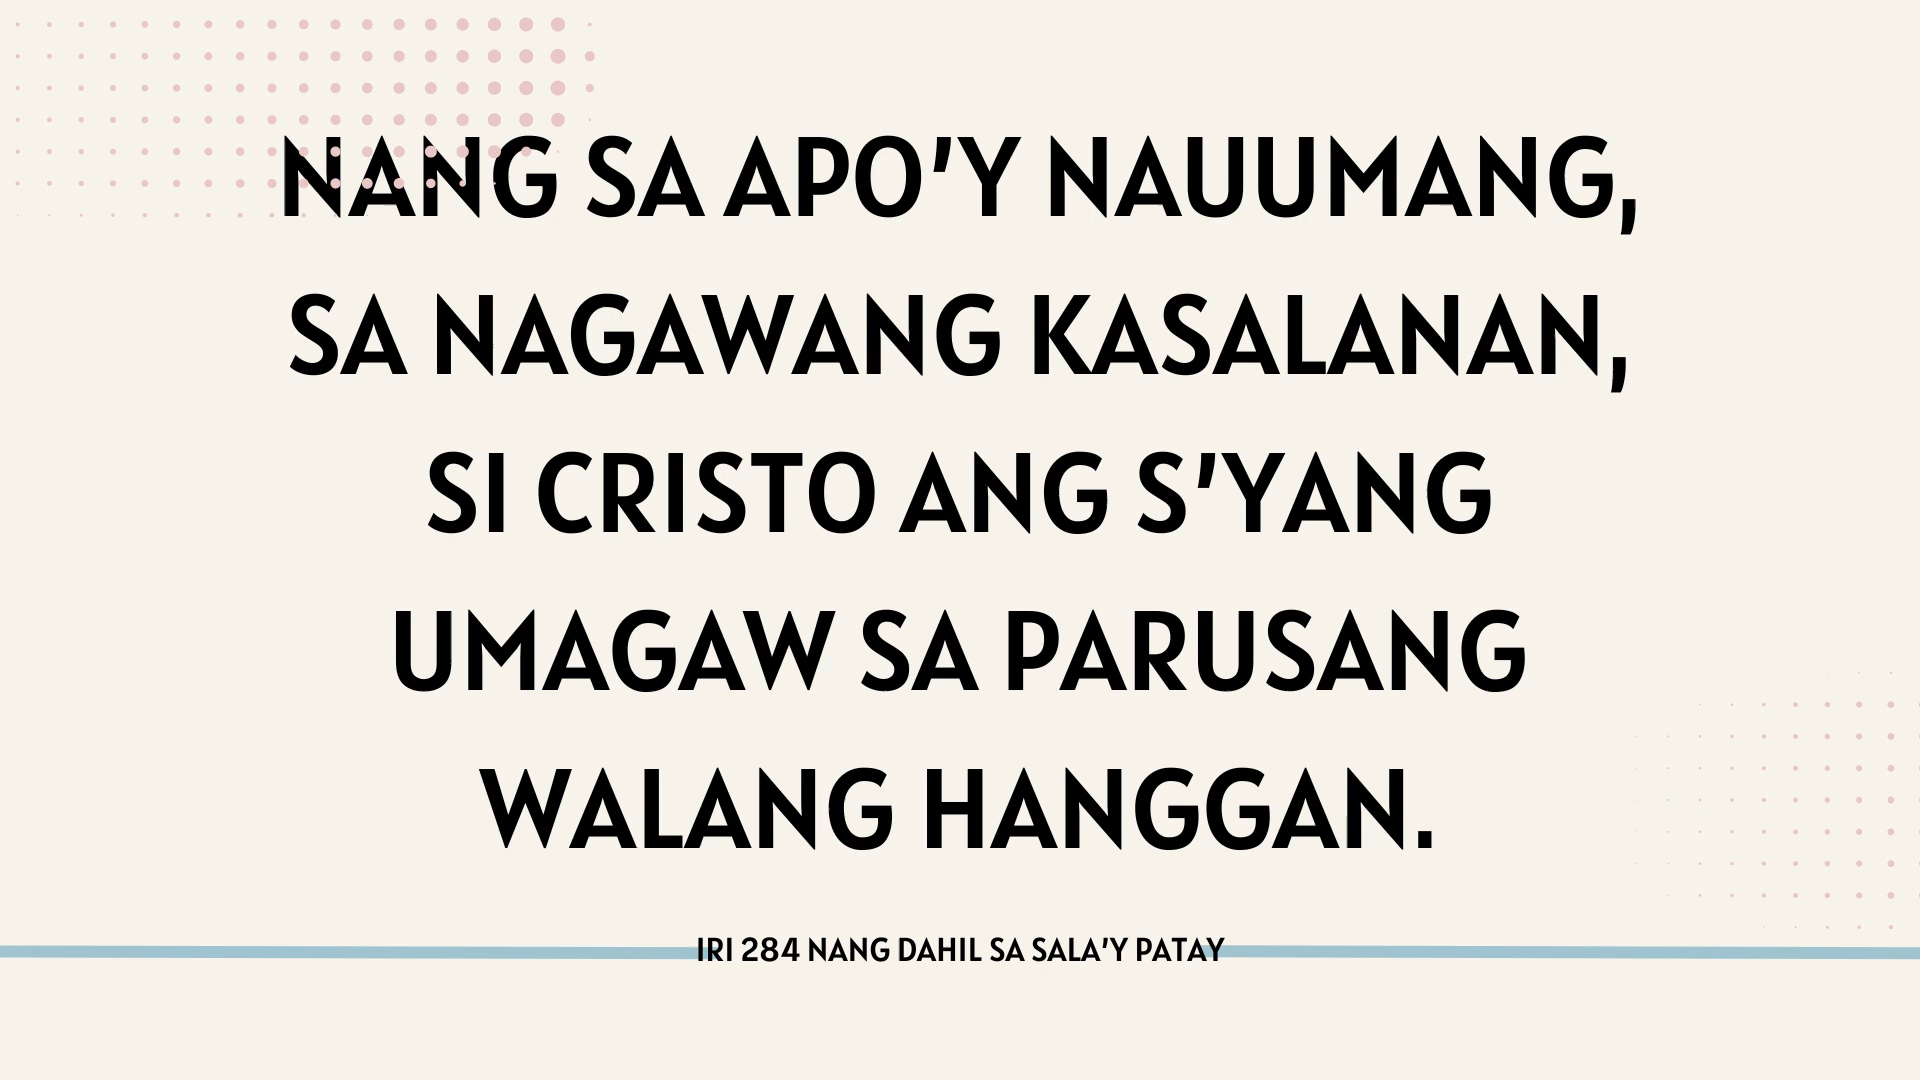 NANG SA APO'Y NAUUMANG,
SA NAGAWANG KASALANAN,
SI CRISTO ANG S'YANG
UMAGAW SA PARUSANG
WALANG HANGGAN.
IRI 284 NANG DAHIL SA SALA'Y PATAY